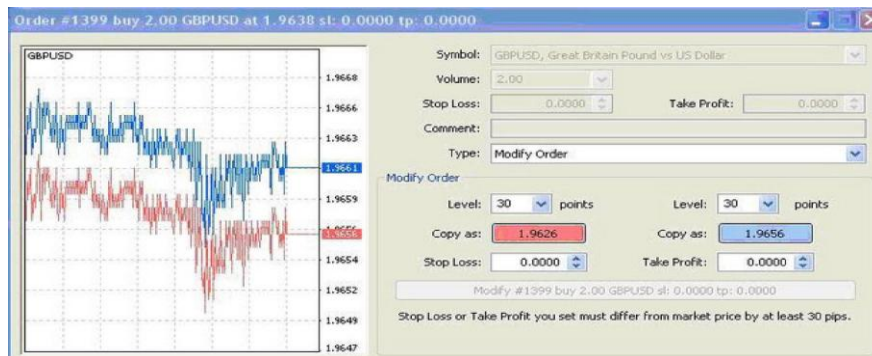 Order #1399 buy 2.00 GBPUSD at 1.9638 sl: 0.0000 tp: 0.0000
GBPUSD
1.9668
1.9666
1.9663
1.9661
1.9659
1.9656
1.9656
1.9654
1.9652
1.9649
1.9647
Symbol: GBPUSD, Great Britain Pound vs US Dollar
Volume: 2.00
Stop Loss: 0.0000 Take Profit: 0.0000
Comment:
Type: Modify Order
Modify Order
Level: 30 points Level: 30 points
Copy as: 1.9626 Copy as: 1.9656
Stop Loss: 0.0000 Take Profit: 0.0000
Modify #1399 buy 2.00 GBPUSD sl: 0.0000 tp: 0.0000
Stop Loss or Take Profit you set must differ from market price by at least 30 pips.